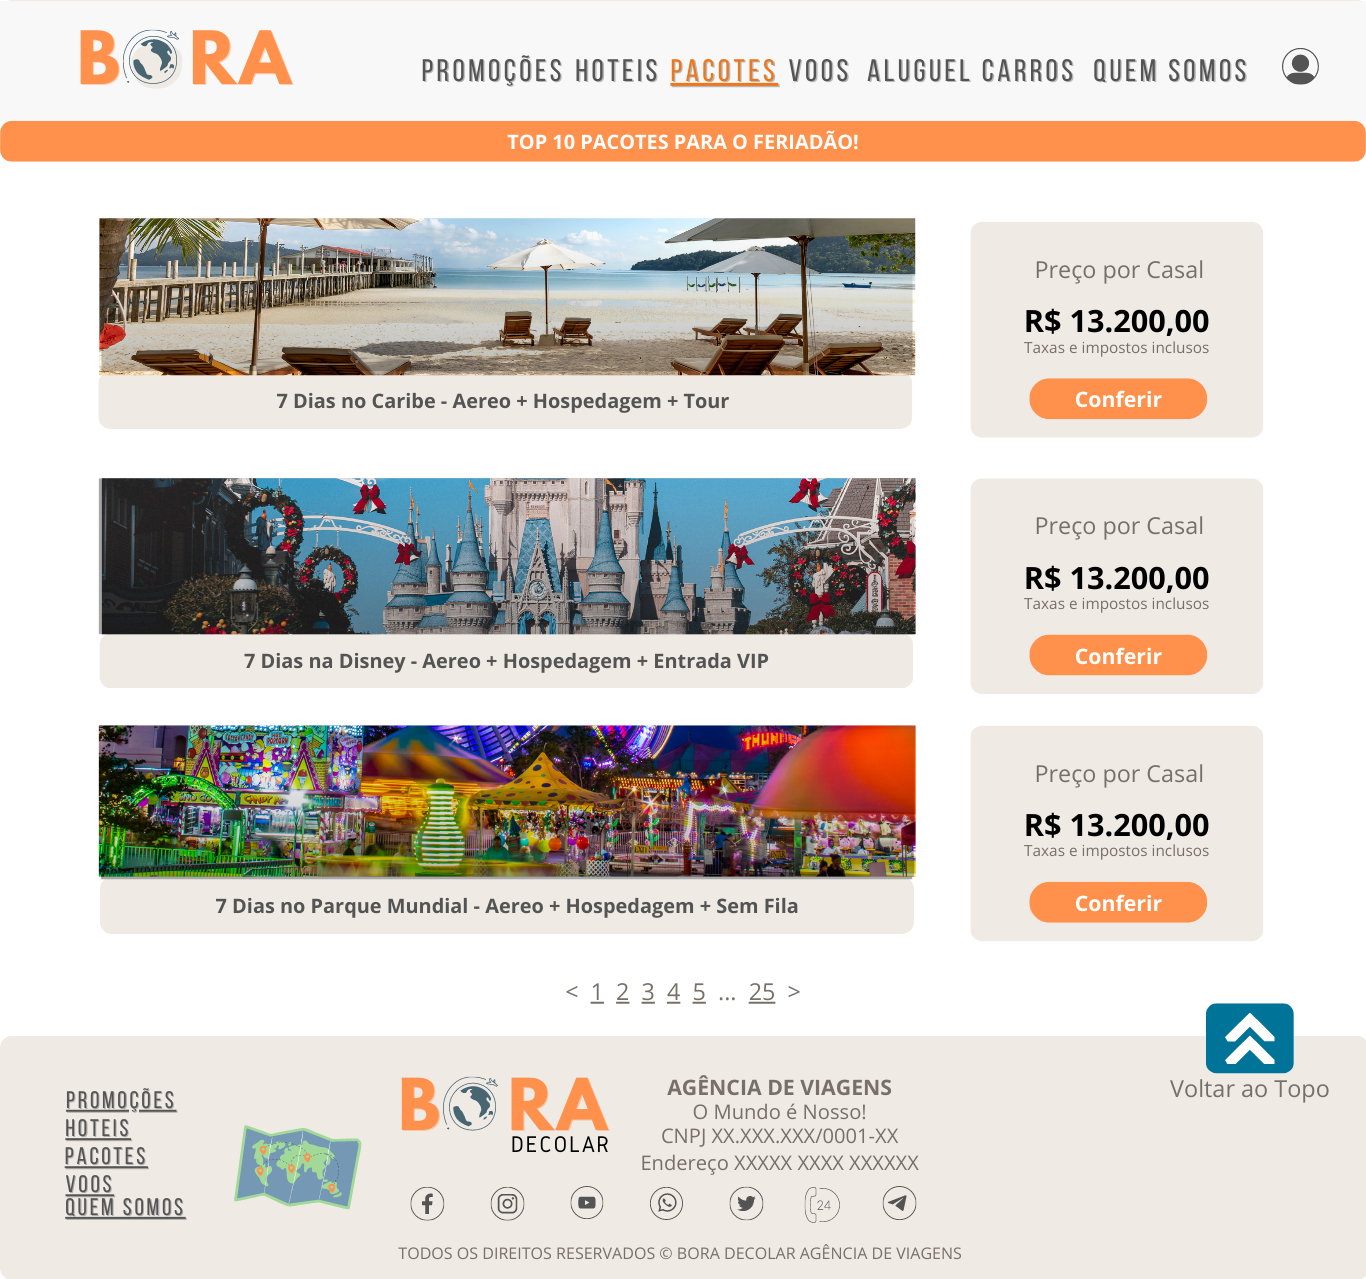 BORA
PROMOÇÕES HOTEIS PACOTES VOOS ALUGUEL CARROS QUEM SOMOS
TOP 10 PACOTES PARA O FERIADÃO!
Preço por Casal
R$ 13.200,00
Taxas e impostos inclusos
Conferir
7 Dias no Caribe - Aereo + Hospedagem + Tour
Preço por Casal
R$ 13.200,00
Taxas e impostos inclusos
Conferir
7 Dias na Disney - Aereo + Hospedagem + Entrada VIP
CANDY APPLES
Preço por Casal
R$ 13.200,00
Taxas e impostos inclusos
Conferir
7 Dias no Parque Mundial - Aereo + Hospedagem + Sem Fila
< 1 2 3 4 5 ... 25 >
Voltar ao Topo
PROMOÇÕES
HOTEIS
PACOTES
VOOS
QUEM SOMOS
BORA
DECOLAR
AGÊNCIA DE VIAGENS
O Mundo é Nosso!
CNPJ XX.XXX.XXX/0001-XX
Endereço XXXXX XXXX XXXXXX
24
TODOS OS DIREITOS RESERVADOS © BORA DECOLAR AGÊNCIA DE VIAGENS